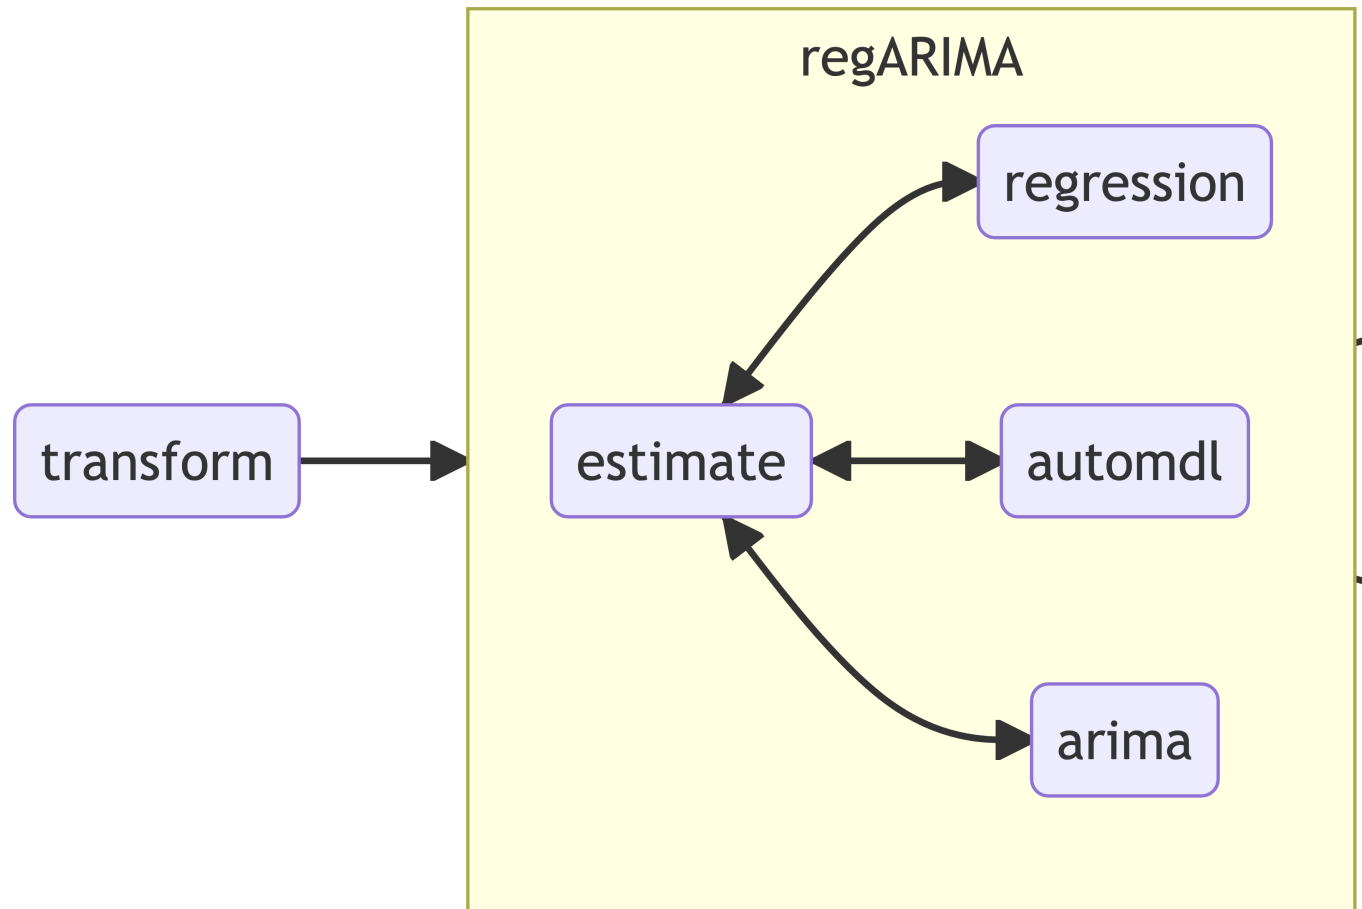 regARIMA
regression
transform
estimate
automdl
arima